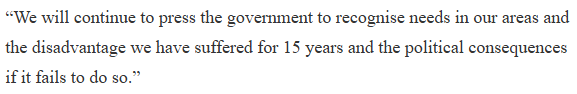 “We will continue to press the government to recognise needs in our areas and
the disadvantage we have suffered for 15 years and the political consequences
if it fails to do so.”